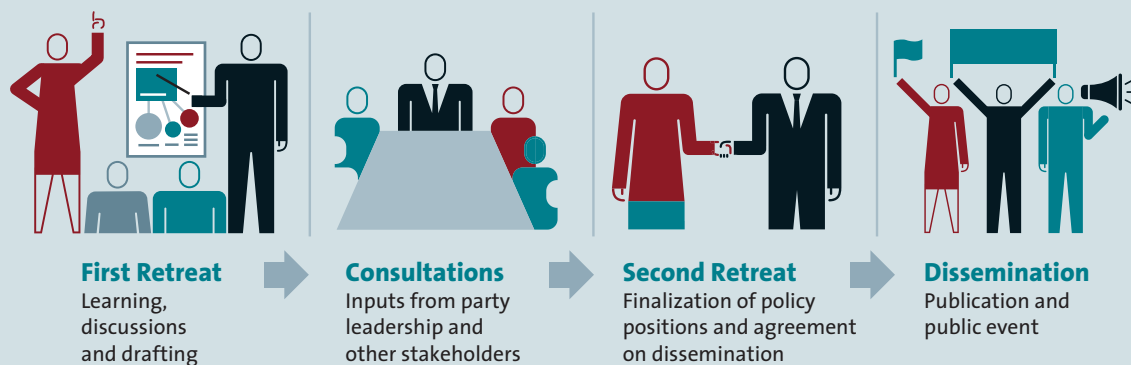 First Retreat
Learning,
discussions
and drafting
Consultations
Inputs from party
leadership and
other stakeholders
Second Retreat
Finalization of policy
positions and agreement
on dissemination
Dissemination
Publication and
public event